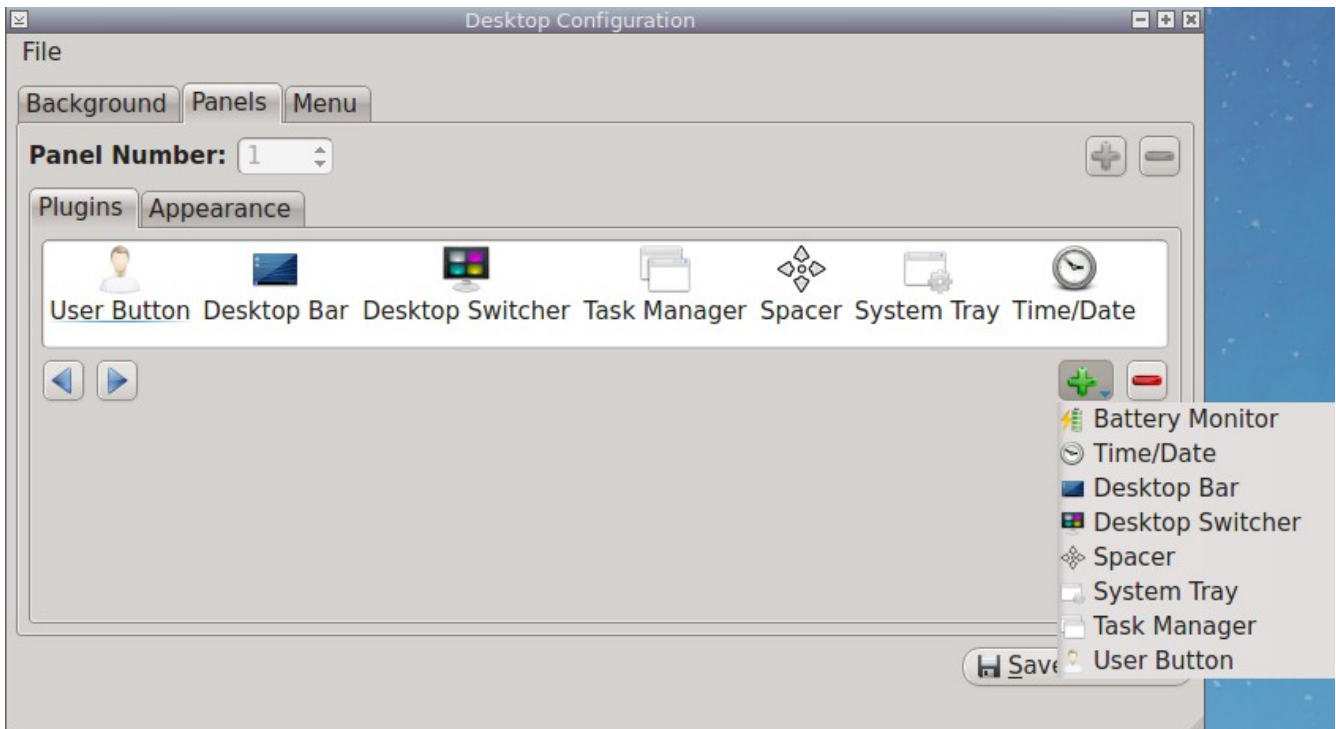 Desktop Configuration
File
Background Panels Menu
Panel Number: 1
Plugins Appearance
User Button Desktop Bar Desktop Switcher Task Manager Spacer System Tray Time/Date
Battery Monitor
Time/Date
Desktop Bar
Desktop Switcher
Spacer
System Tray
Task Manager
User Button
Save